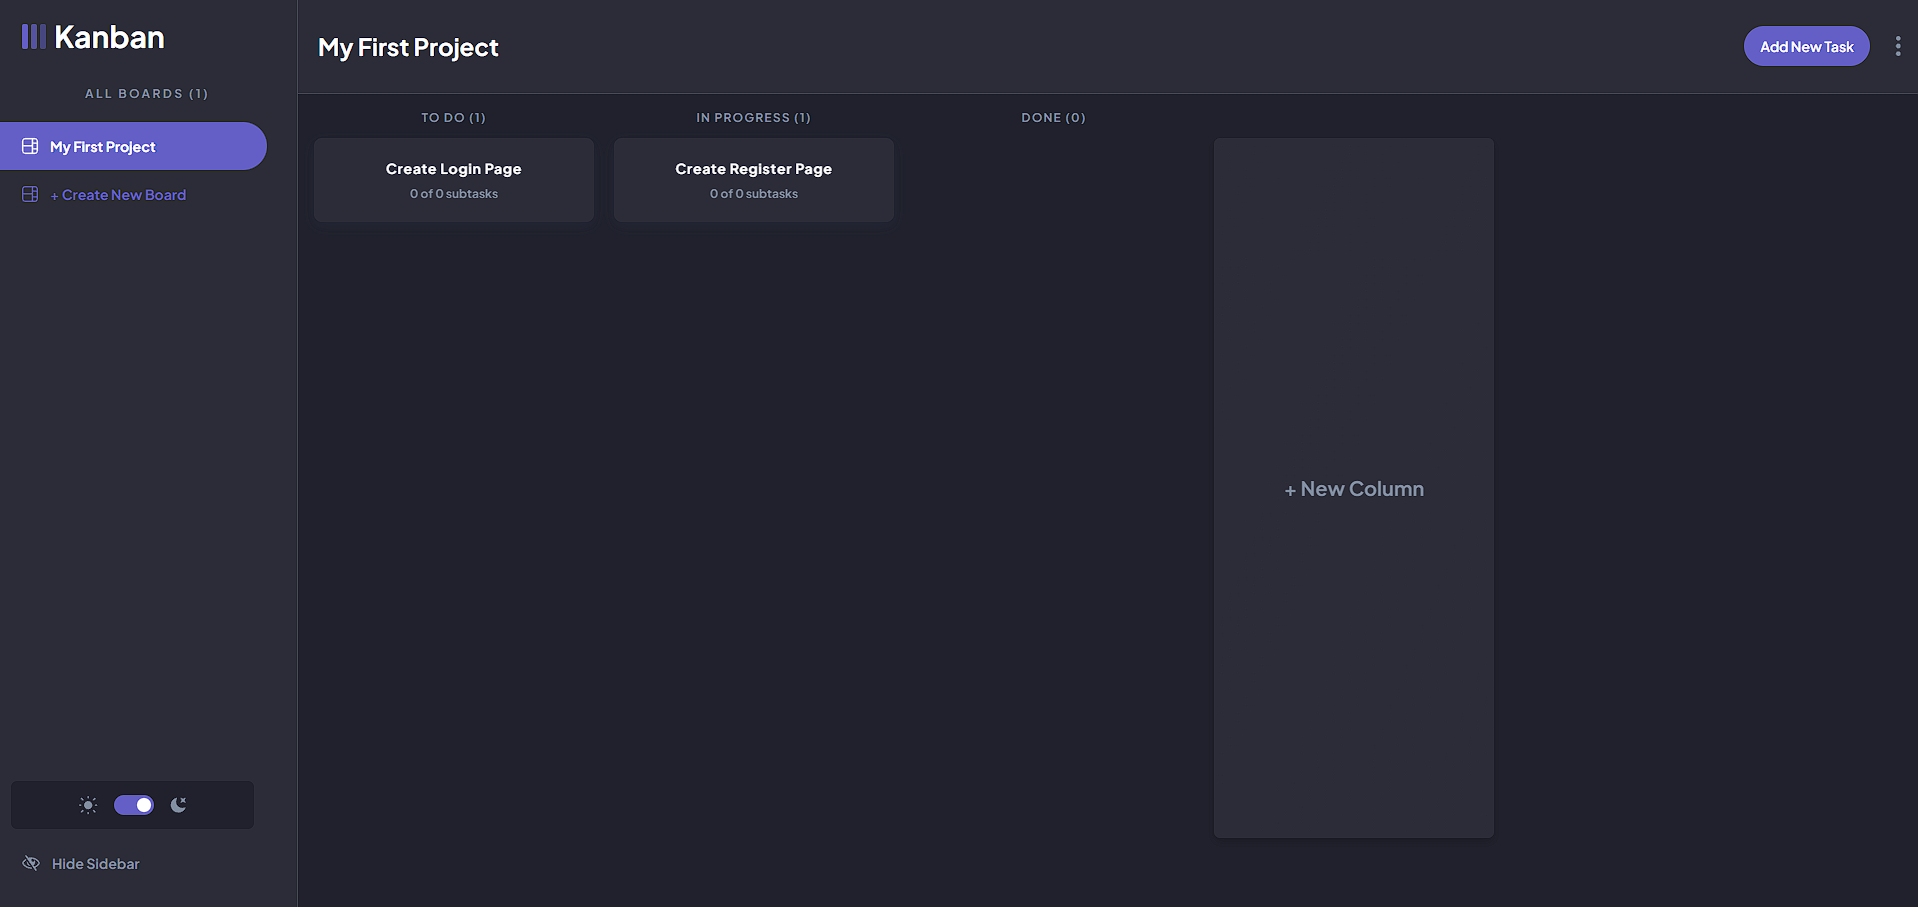 Kanban
ALL BOARDS (1)
My First Project
+ Create New Board
Hide Sidebar
My First Project
Add New Task
TO DO (1)
Create Login Page
0 of 0 subtasks
IN PROGRESS (1)
Create Register Page
0 of 0 subtasks
DONE (0)
+ New Column